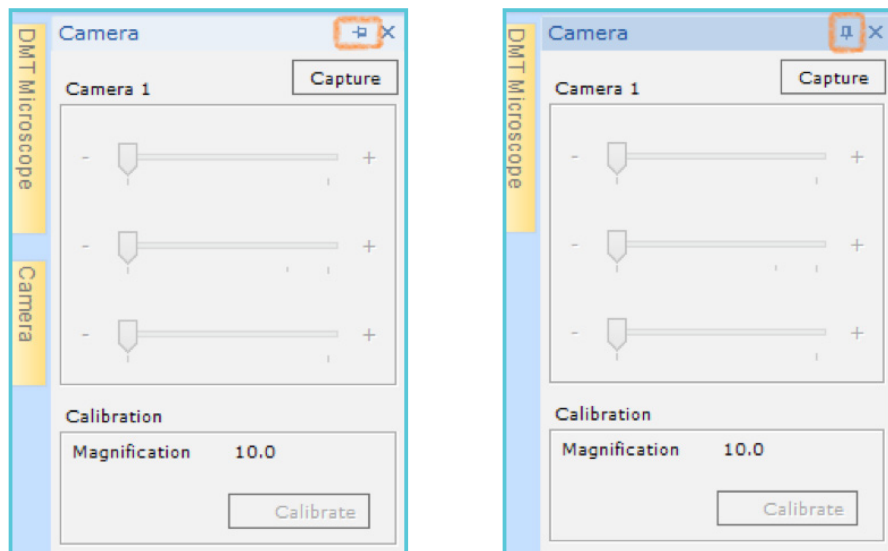 DMT Microscope
Camera
Camera
Camera 1
Capture
- +
- +
- +
Calibration
Magnification 10.0
Calibrate
DMT Microscope
Camera
Camera 1
Capture
- +
- +
- +
Calibration
Magnification 10.0
Calibrate